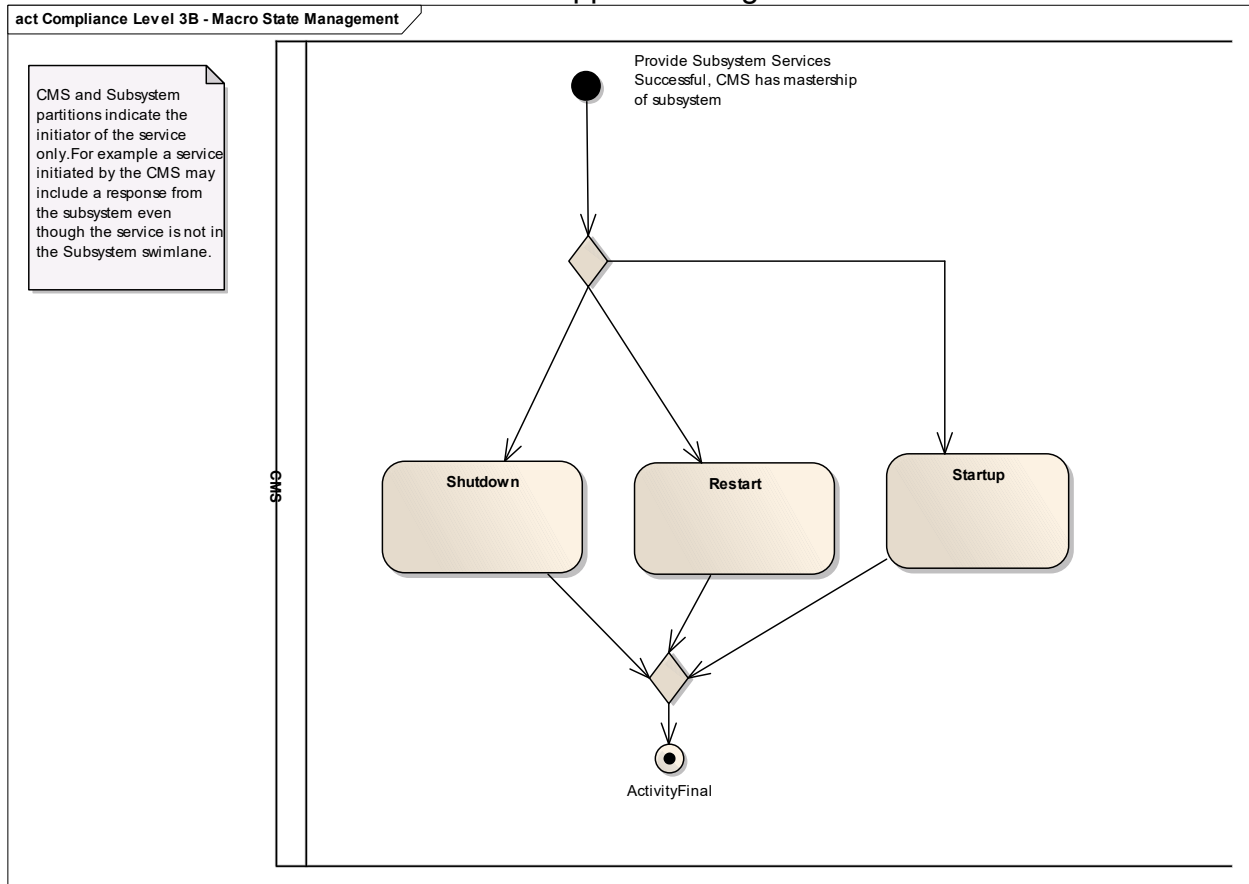 act Compliance Level 3B - Macro State Management
CMS and Subsystem
partitions indicate the
initiator of the service
only.For example a service
initiated by the CMS may
include a response from
the subsystem even
though the service is not in
the Subsystem swimlane.
Provide Subsystem Services
Successful, CMS has mastership
of subsystem
CMS
Shutdown
Restart
Startup
ActivityFinal